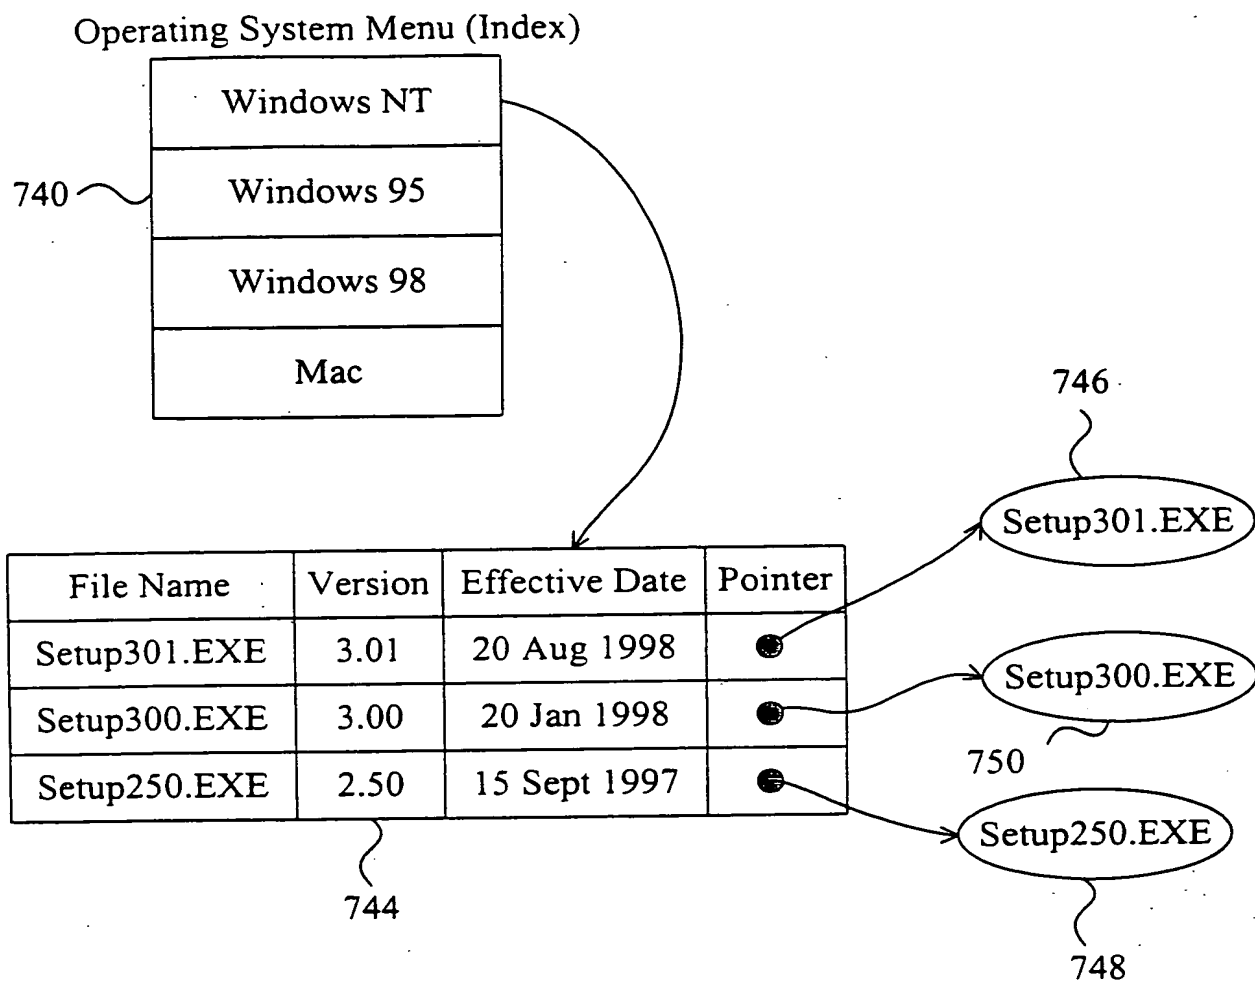 Operating System Menu (Index)
Windows NT
740
Windows 95
Windows 98
Mac
746
Setup301.EXE
File Name Version Effective Date Pointer
Setup301.EXE 3.01 20 Aug 1998
Setup300.EXE
Setup300.EXE 3.00 20 Jan 1998
750
Setup250.EXE 2.50 15 Sept 1997
Setup250.EXE
744
748